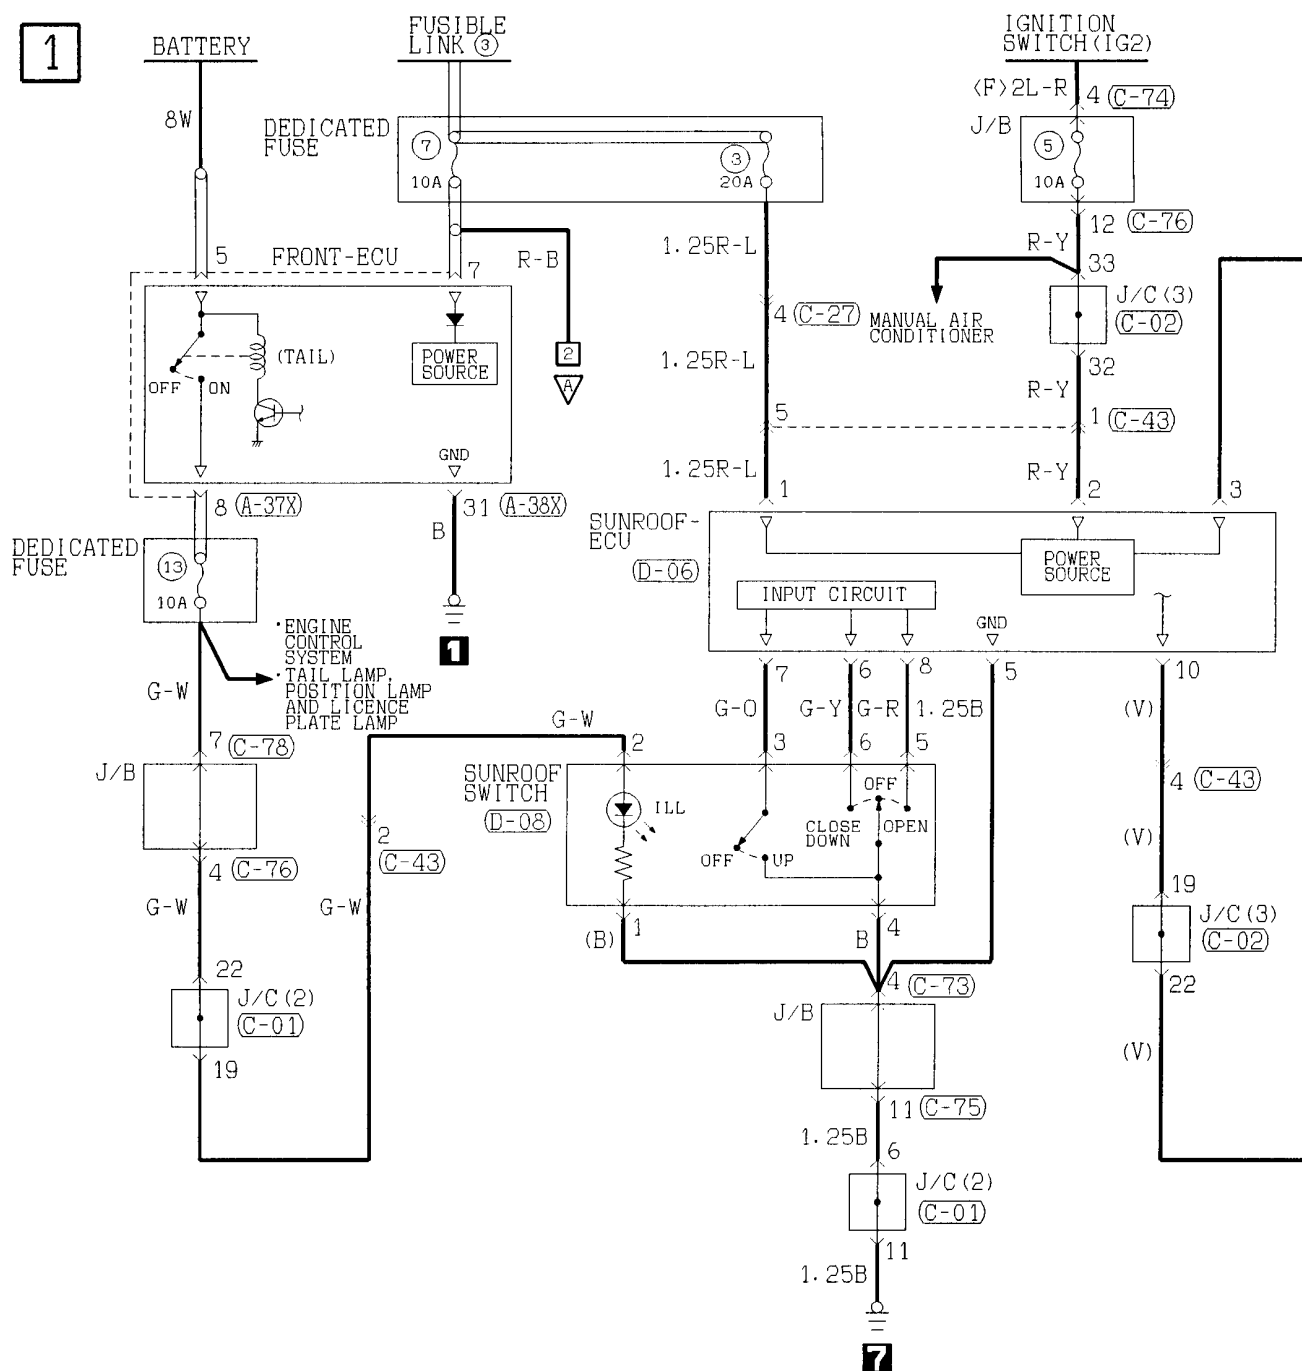 1
BATTERY
FUSIBLE
LINK ③
IGNITION
SWITCH(IG2)
8W
<F>2L-R
4 (C-74)
DEDICATED
FUSE
7
10A
3
20A
J/B
5
10A
12 (C-76)
R-Y
33
5
FRONT-ECU
7
R-B
1.25R-L
4 (C-27)
MANUAL AIR
CONDITIONER
J/C(3)
(C-02)
32
(TAIL)
OFF
ON
POWER
SOURCE
2
A
1.25R-L
R-Y
5
1 (C-43)
GND
1.25R-L
R-Y
1
2
3
8 (A-37X)
31 (A-38X)
B
1
DEDICATED
FUSE
13
10A
SUNROOF-
ECU
(D-06)
POWER
SOURCE
INPUT CIRCUIT
GND
・ENGINE
CONTROL
SYSTEM
・TAIL LAMP,
POSITION LAMP
AND LICENCE
PLATE LAMP
G-W
7
6
8
5
10
G-W
G-O
G-Y
G-R
1.25B
(V)
7 (C-78)
J/B
2
3
6
5
SUNROOF
SWITCH
(D-08)
ILL
OFF
UP
CLOSE
DOWN
OFF
OPEN
4 (C-43)
2
(C-43)
4 (C-76)
G-W
G-W
(V)
1
(B)
4
B
19
J/C(3)
(C-02)
22
22
J/C(2)
(C-01)
19
4 (C-73)
J/B
(V)
11 (C-75)
1.25B
6
J/C(2)
(C-01)
11
1.25B
7